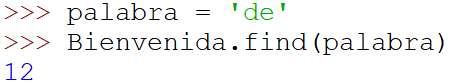 >>> palabra = 'de'
>>> Bienvenida.find(palabra)
12